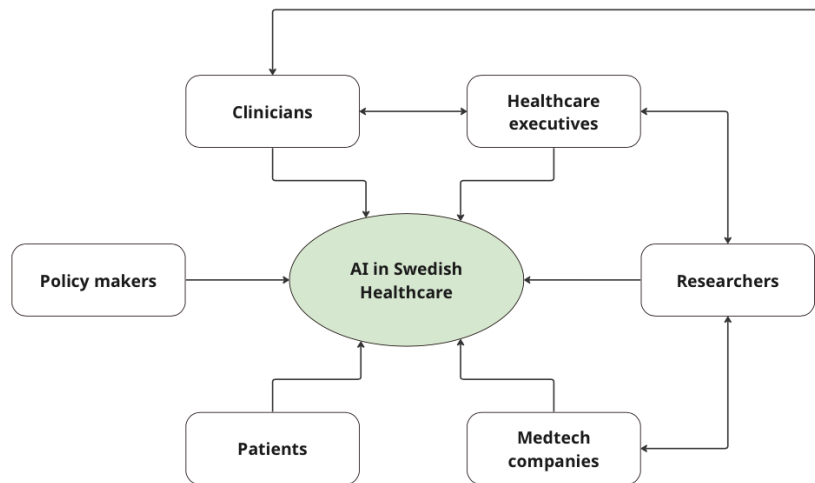 Clinicians
Healthcare
executives
Policy makers
AI in Swedish
Healthcare
Researchers
Patients
Medtech
companies